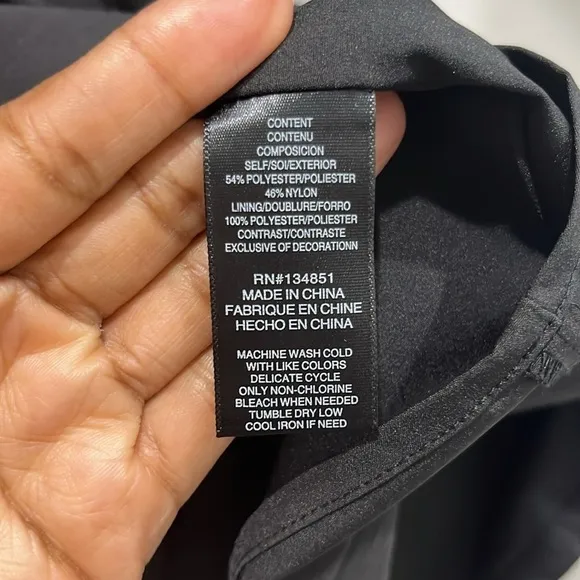 CONTENT
CONTENU
COMPOSICION
SELF/SOI/EXTERIOR
54% POLYESTER/POLIESTER
46% NYLON
LINING/DOUBLURE/FORRO
100% POLYESTER/POLIESTER
CONTRAST/CONTRASTE
EXCLUSIVE OF DECORATIONN
RN#134851
MADE IN CHINA
FABRIQUE EN CHINE
HECHO EN CHINA
MACHINE WASH COLD
WITH LIKE COLORS
DELICATE CYCLE
ONLY NON-CHLORINE
BLEACH WHEN NEEDED
TUMBLE DRY LOW
COOL IRON IF NEED